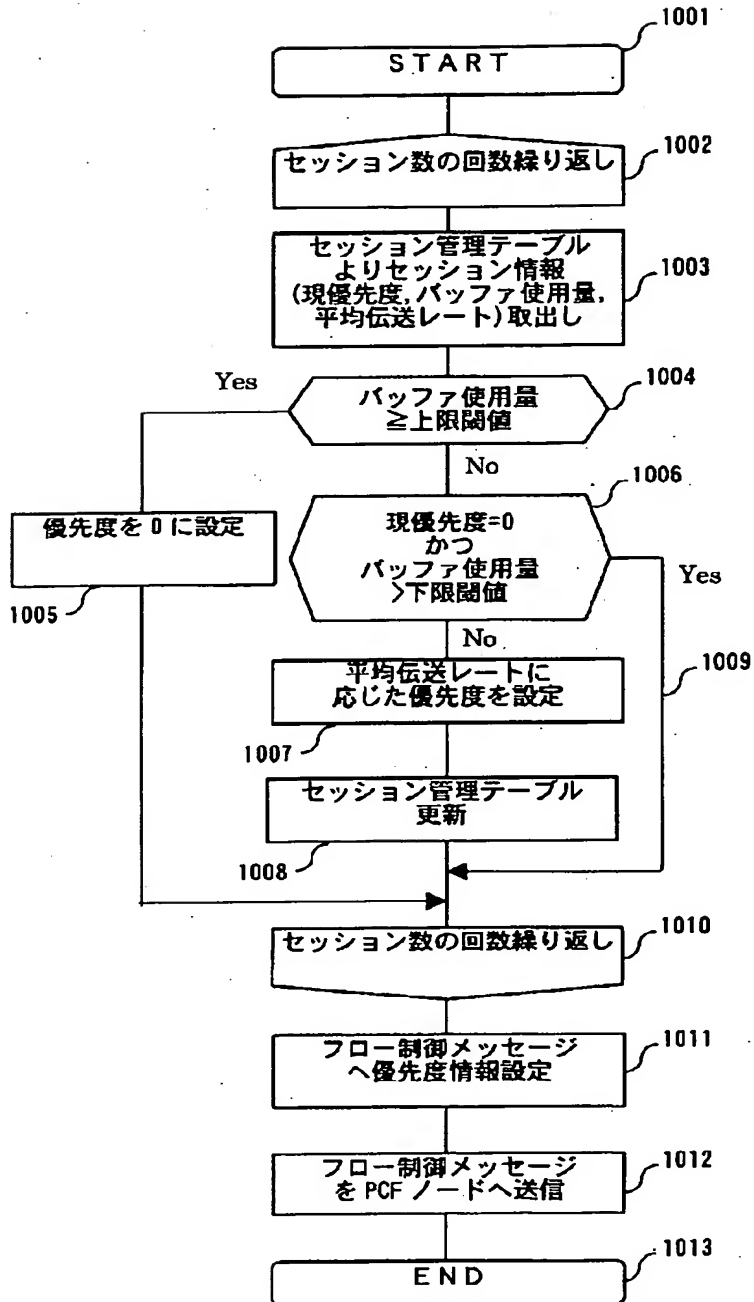 1001
START
セッション数の回数繰り返し
1002
セッション管理テーブル
よりセッション情報
(現優先度,バッファ使用量,
平均伝送レート)取出し
1003
Yes
バッファ使用量
≧上限閾値
1004
No
優先度を0に設定
1005
現優先度=0
かつ
バッファ使用量
>下限閾値
1006
Yes
No
1009
平均伝送レートに
応じた優先度を設定
1007
セッション管理テーブル
更新
1008
セッション数の回数繰り返し
1010
フロー制御メッセージ
へ優先度情報設定
1011
フロー制御メッセージ
をPCFノードへ送信
1012
END
1013